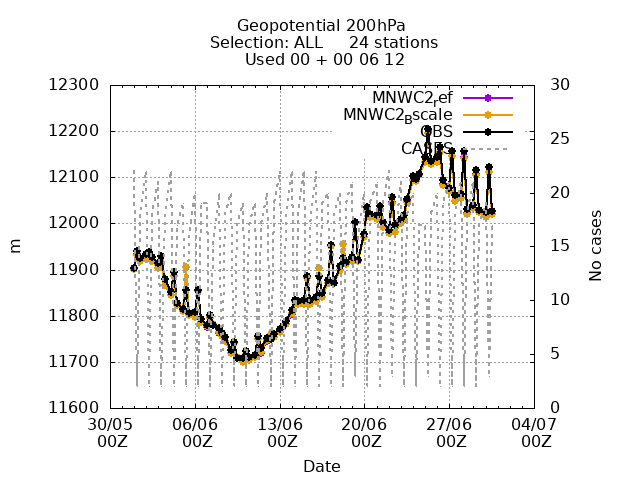 Geopotential 200hPa
Selection: ALL 24 stations
Used 00 + 00 06 12
12300
12200
12100
12000
11900
11800
11700
11600
30
25
20
15
10
5
0
m
No cases
MNWC2ref
MNWC2Bscale
OBS
CASES
30/05 06/06 13/06 20/06 27/06 04/07
00Z 00Z 00Z 00Z 00Z 00Z
Date